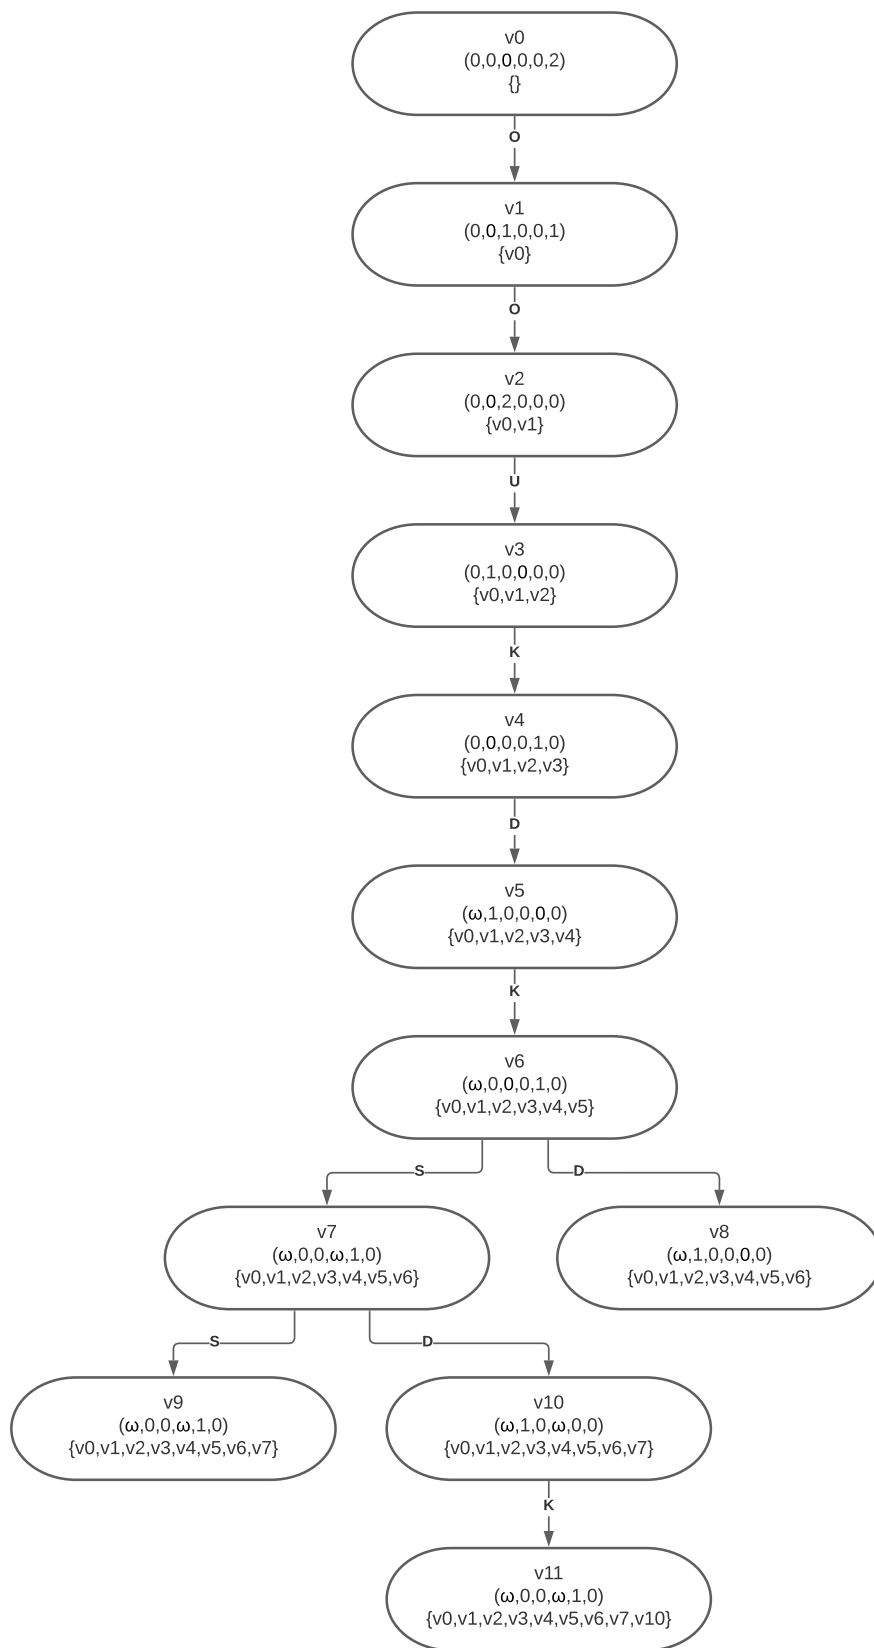 v0
(0,0,0,0,0,2)
{}
O
v1
(0,0,1,0,0,1)
{v0}
O
v2
(0,0,2,0,0,0)
{v0,v1}
U
v3
(0,1,0,0,0,0)
{v0,v1,v2}
K
v4
(0,0,0,0,1,0)
{v0,v1,v2,v3}
D
v5
(ω,1,0,0,0,0)
{v0,v1,v2,v3,v4}
K
v6
(ω,0,0,0,1,0)
{v0,v1,v2,v3,v4,v5}
S
D
v7
(ω,0,0,ω,1,0)
{v0,v1,v2,v3,v4,v5,v6}
v8
(ω,1,0,0,0,0)
{v0,v1,v2,v3,v4,v5,v6}
S
D
v9
(ω,0,0,ω,1,0)
{v0,v1,v2,v3,v4,v5,v6,v7}
v10
(ω,1,0,ω,0,0)
{v0,v1,v2,v3,v4,v5,v6,v7}
K
v11
(ω,0,0,ω,1,0)
{v0,v1,v2,v3,v4,v5,v6,v7,v10}